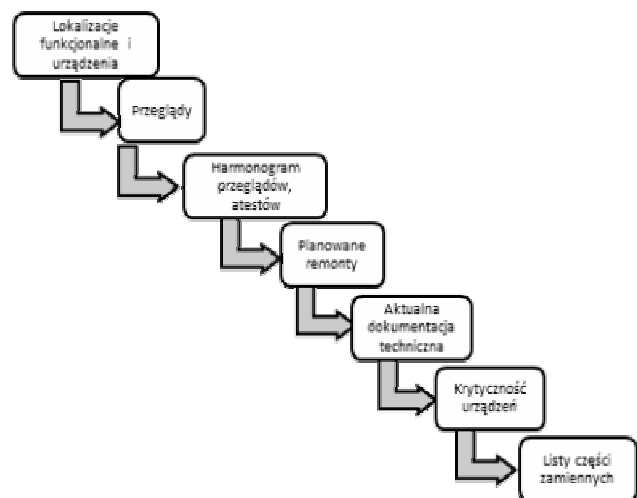 Lokalizacje
funkcjonalne i
urządzenia
Przeglądy
Harmonogram
przeglądów,
atestów
Planowane
remonty
Aktualna
dokumentacja
techniczna
Krytyczność
urządzeń
Listy części
zamiennych